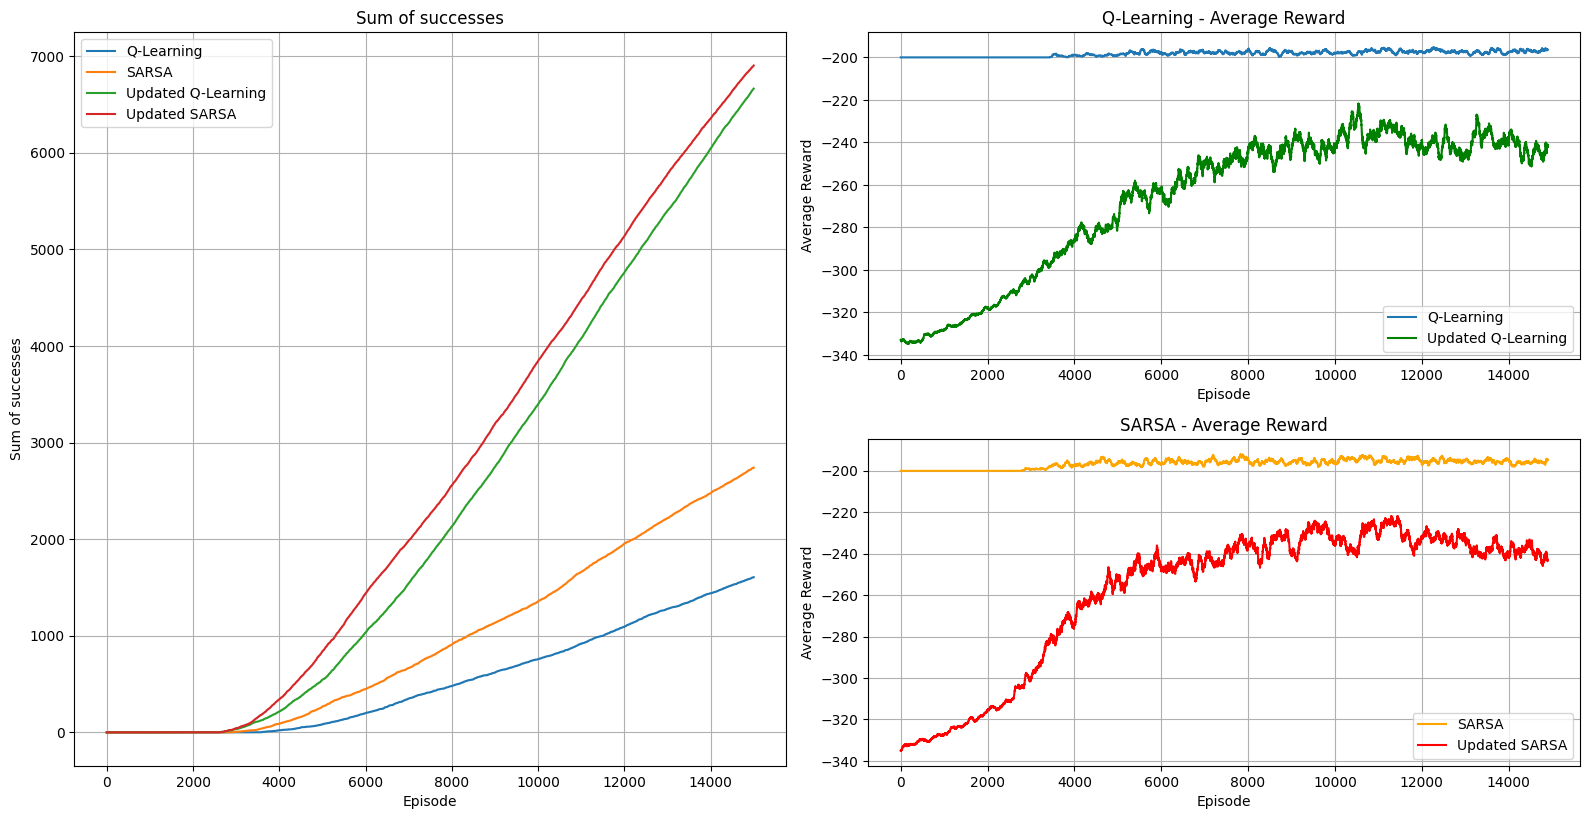 Sum of successes
Q-Learning
SARSA
Updated Q-Learning
Updated SARSA
7000
6000
5000
4000
3000
2000
1000
0
Sum of successes
0 2000 4000 6000 8000 10000 12000 14000
Episode
Q-Learning - Average Reward
−200
−220
−240
−260
−280
−300
−320
−340
Average Reward
Q-Learning
Updated Q-Learning
0 2000 4000 6000 8000 10000 12000 14000
Episode
SARSA - Average Reward
−200
−220
−240
−260
−280
−300
−320
−340
Average Reward
SARSA
Updated SARSA
0 2000 4000 6000 8000 10000 12000 14000
Episode